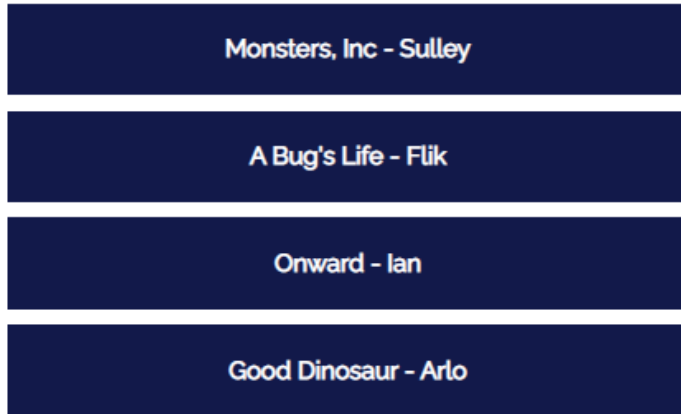 Monsters, Inc - Sulley
A Bug's Life - Flik
Onward - Ian
Good Dinosaur - Arlo